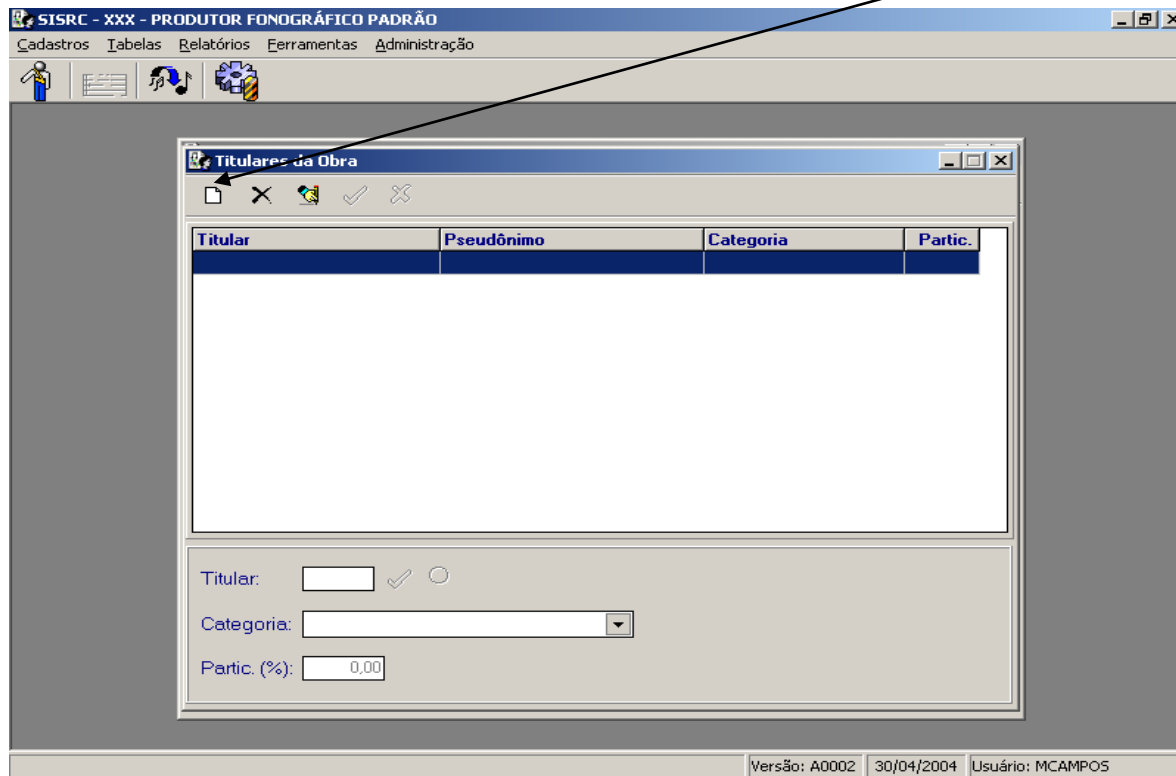 SISRC - XXX - PRODUTOR FONOGRÁFICO PADRÃO
Cadastros Tabelas Relatórios Ferramentas Administração
Titulares da Obra
Titular Pseudônimo Categoria Partic.
Titular:
Categoria:
Partic. (%): 0,00
Versão: A0002 30/04/2004 Usuário: MCAMPOS